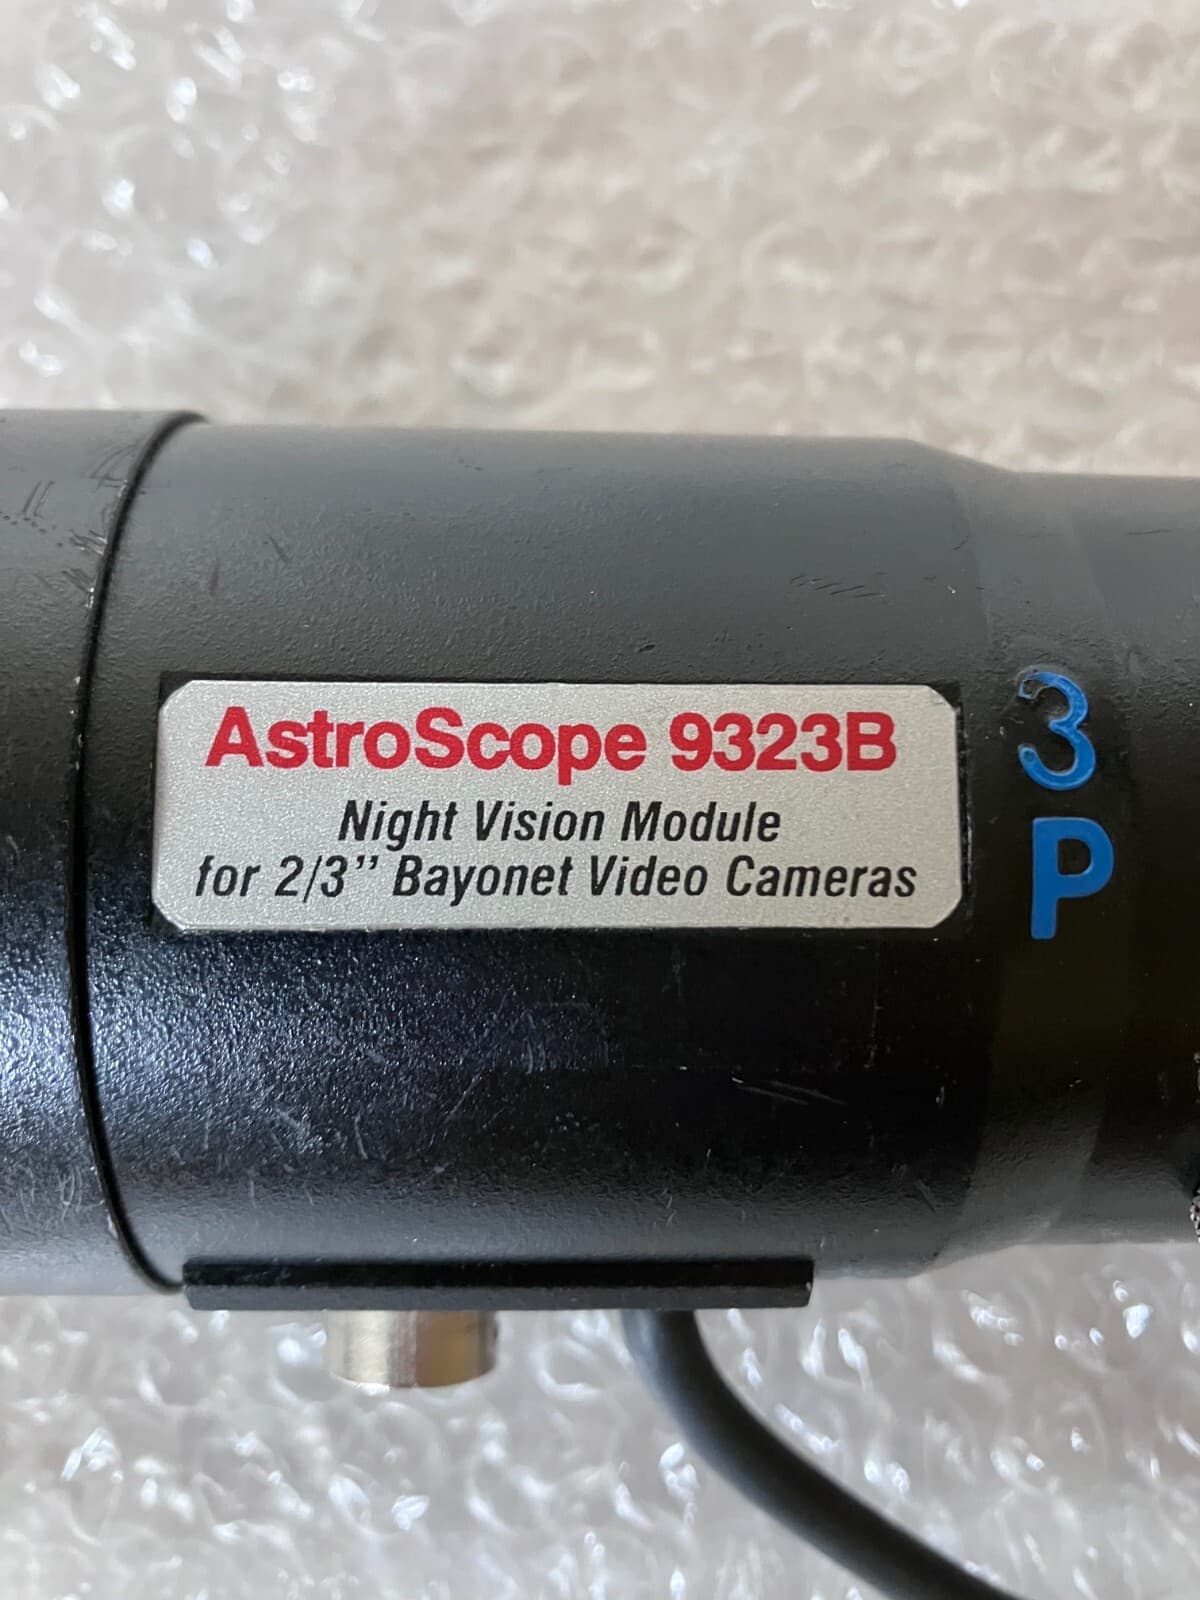 AstroScope 9323B
Night Vision Module
for 2/3” Bayonet Video Cameras
3
P